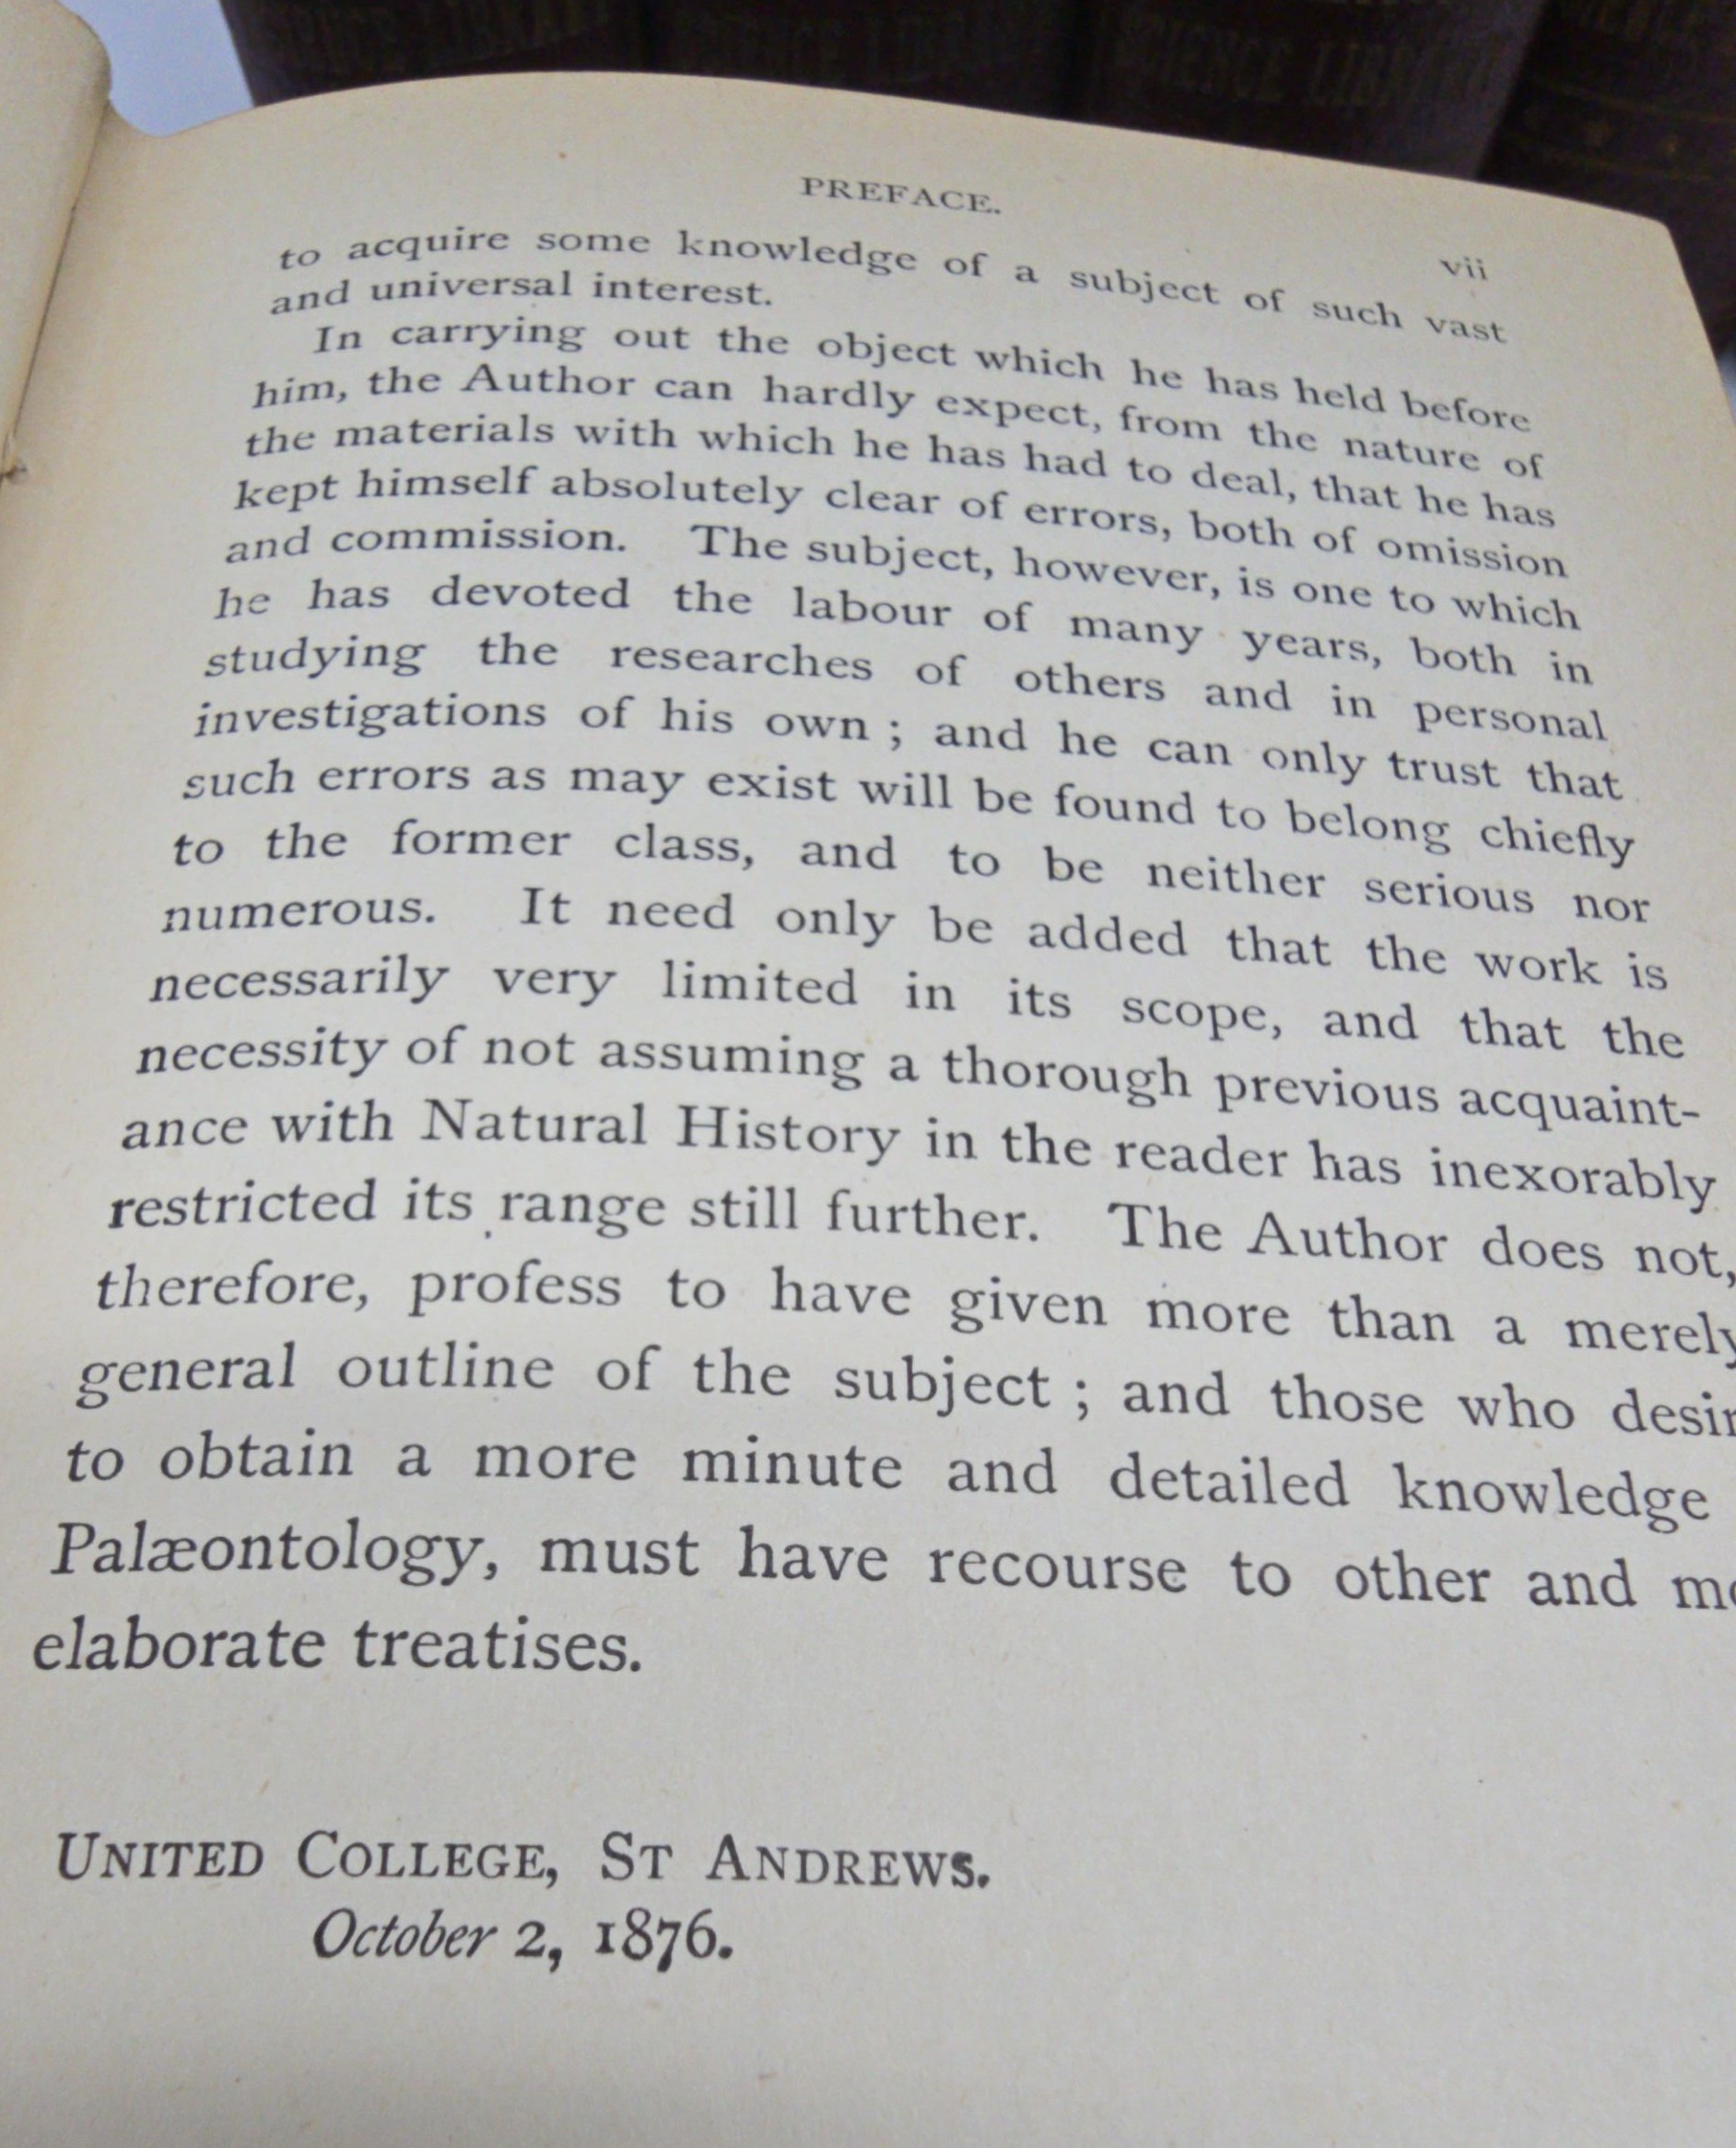 SCIENCE LIBRARY
PREFACE.
vii
to acquire some knowledge of a subject of such vast
and universal interest.
In carrying out the object which he has held before
him, the Author can hardly expect, from the nature of
the materials with which he has had to deal, that he has
kept himself absolutely clear of errors, both of omission
and commission. The subject, however, is one to which
he has devoted the labour of many years, both in
studying the researches of others and in personal
investigations of his own ; and he can only trust that
such errors as may exist will be found to belong chiefly
to the former class, and to be neither serious nor
numerous. It need only be added that the work is
necessarily very limited in its scope, and that the
necessity of not assuming a thorough previous acquaint-
ance with Natural History in the reader has inexorably
restricted its range still further. The Author does not,
therefore, profess to have given more than a merely
general outline of the subject ; and those who desir
to obtain a more minute and detailed knowledge
Palæontology, must have recourse to other and mo
elaborate treatises.
UNITED COLLEGE, ST ANDREWS.
October 2, 1876.